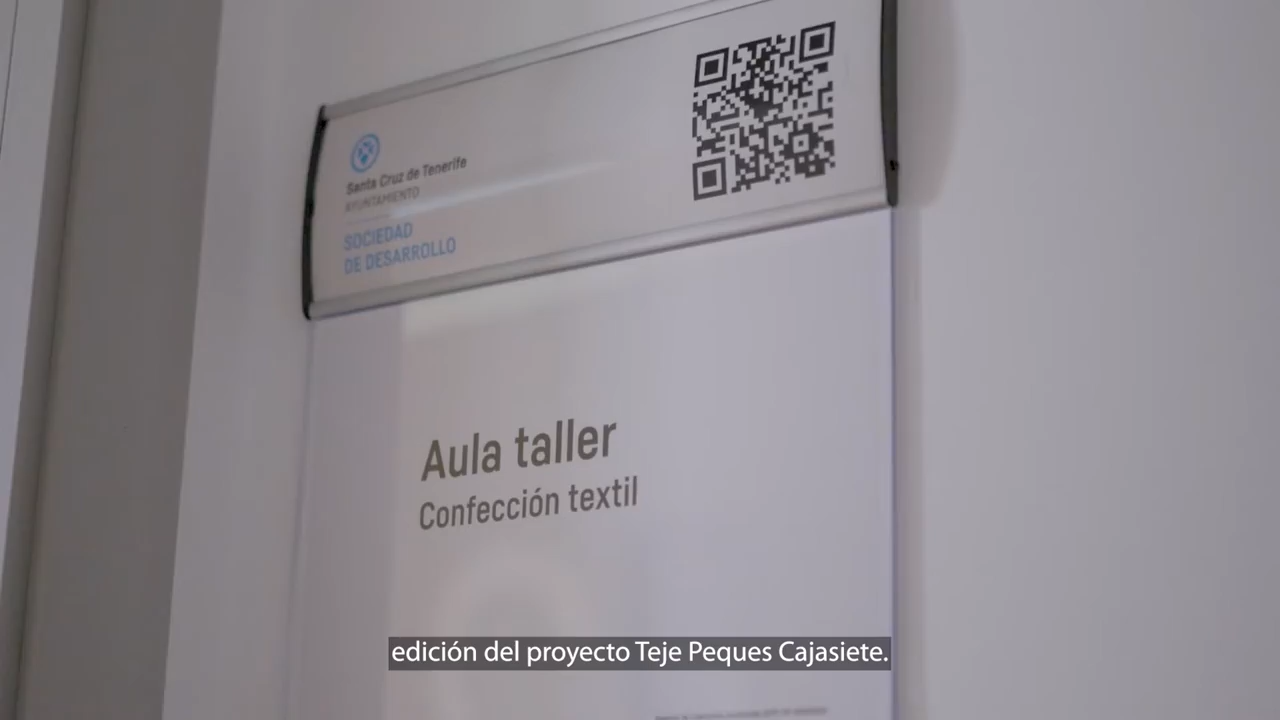 Santa Cruz de Tenerife
AYUNTAMIENTO
SOCIEDAD
DE DESARROLLO
Aula taller
Confección textil
edición del proyecto Teje Peques Cajasiete.